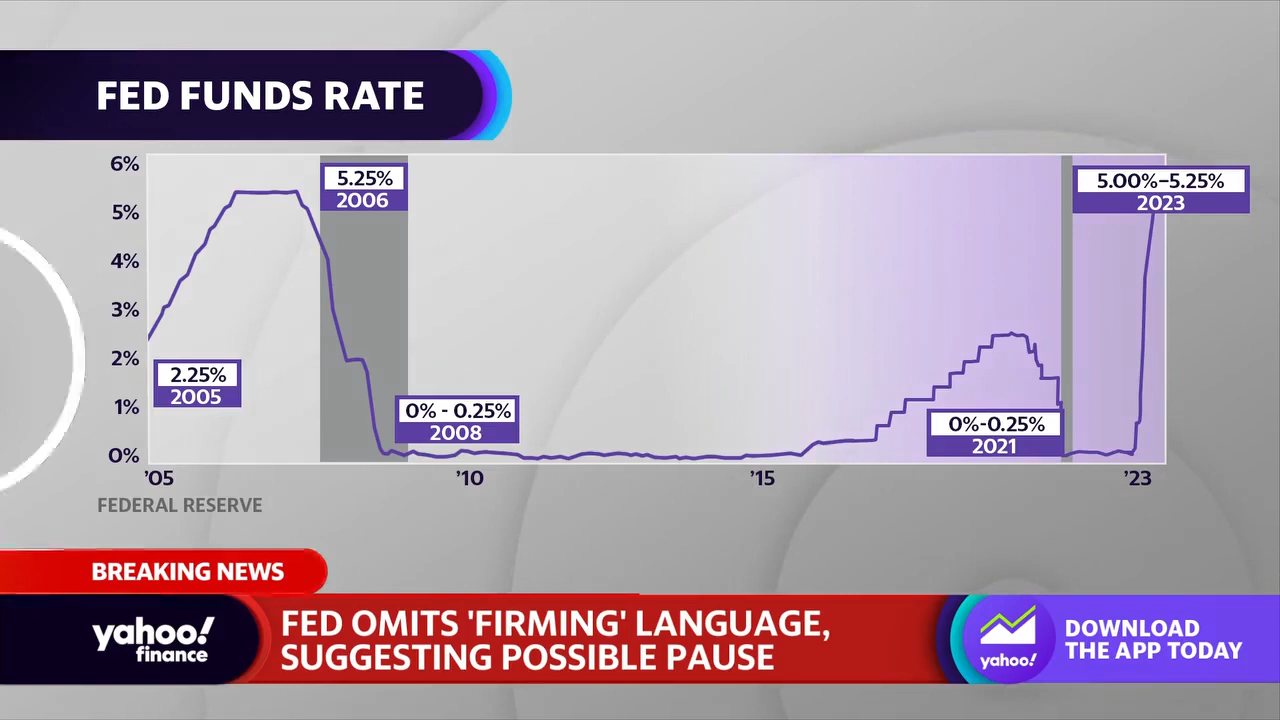 FED FUNDS RATE
6%
5%
4%
3%
2%
1%
0%
5.25%
2006
2.25%
2005
0% - 0.25%
2008
0%-0.25%
2021
5.00%–5.25%
2023
’05
’10
’15
’23
FEDERAL RESERVE
BREAKING NEWS
yahoo!
finance
FED OMITS 'FIRMING' LANGUAGE,
SUGGESTING POSSIBLE PAUSE
yahoo!
DOWNLOAD
THE APP TODAY